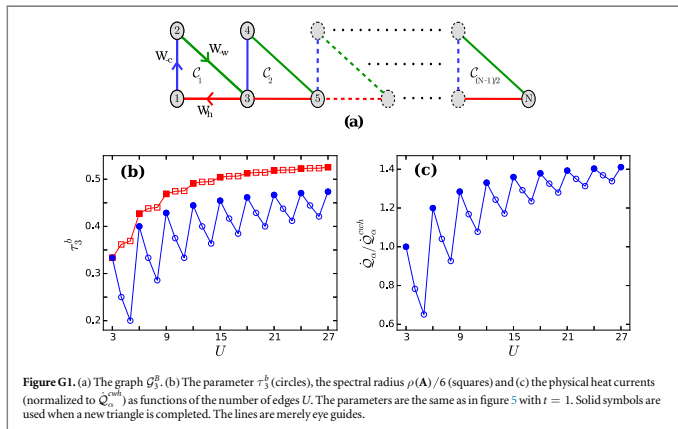 2 4
W_c W_w
C_1 C_2 C_(N-1)/2
1 3 5 N
W_h
(a)
(b)
0.5
0.4
0.3
0.2
τ_3^b
3 9 15 21 27
U
(c)
1.4
1.2
1.0
0.8
0.6
Q̇_α/Q̇_α^{cwh}
3 9 15 21 27
U
Figure G1. (a) The graph 𝒢_3^B. (b) The parameter τ_3^b (circles), the spectral radius ρ(A)/6 (squares) and (c) the physical heat currents
(normalized to Q̇_α^{cwh}) as functions of the number of edges U. The parameters are the same as in figure 5 with t = 1. Solid symbols are
used when a new triangle is completed. The lines are merely eye guides.